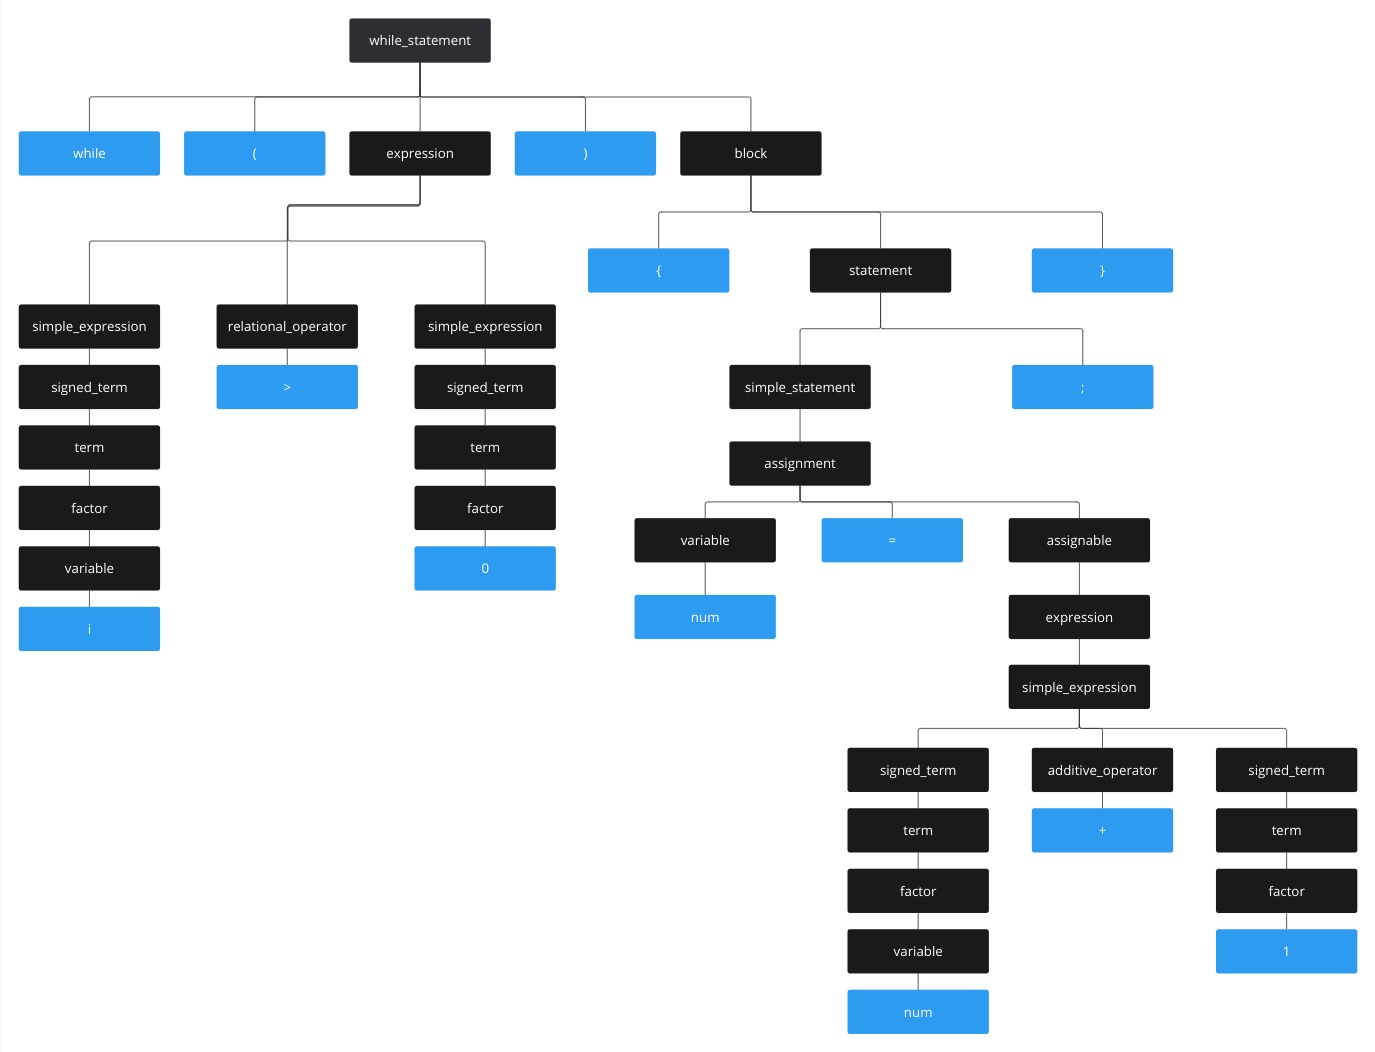 while_statement
while
(
expression
)
block
{
statement
}
simple_expression
relational_operator
simple_expression
signed_term
>
signed_term
simple_statement
;
term
term
assignment
factor
factor
variable
=
assignable
variable
0
i
num
expression
simple_expression
signed_term
additive_operator
signed_term
term
+
term
factor
factor
variable
1
num